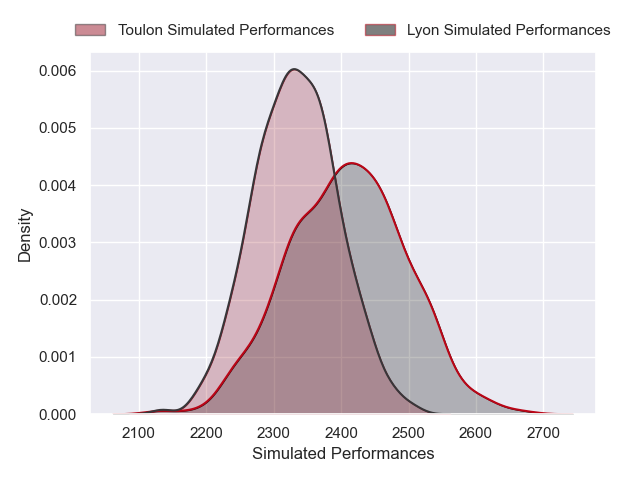 Toulon Simulated Performances Lyon Simulated Performances
0.006
0.005
0.004
0.003
0.002
0.001
0.000
Density
2100 2200 2300 2400 2500 2600 2700
Simulated Performances